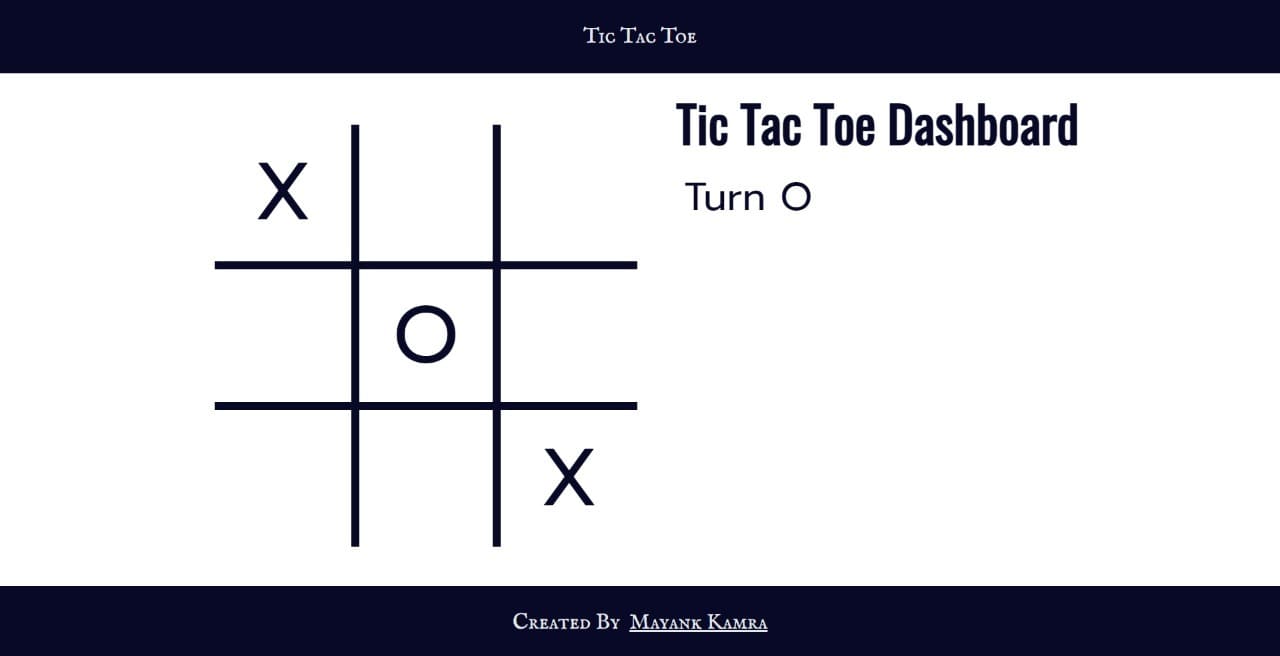 Tic Tac Toe
Tic Tac Toe Dashboard
Turn O
X
O
X
Created By Mayank Kamra